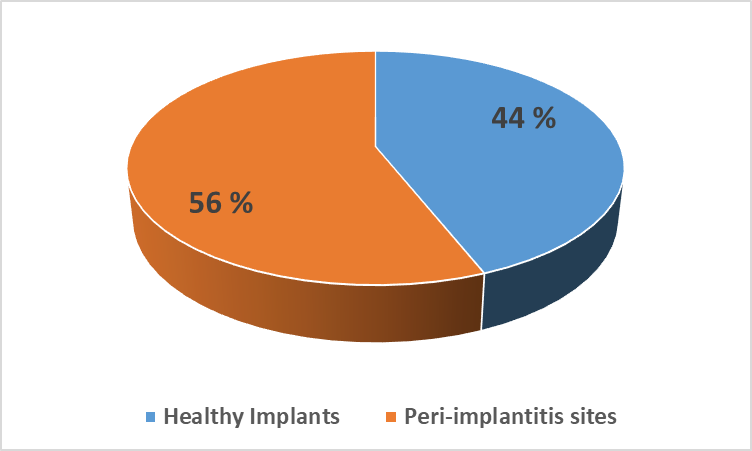 44 %
56 %
Healthy Implants
Peri-implantitis sites